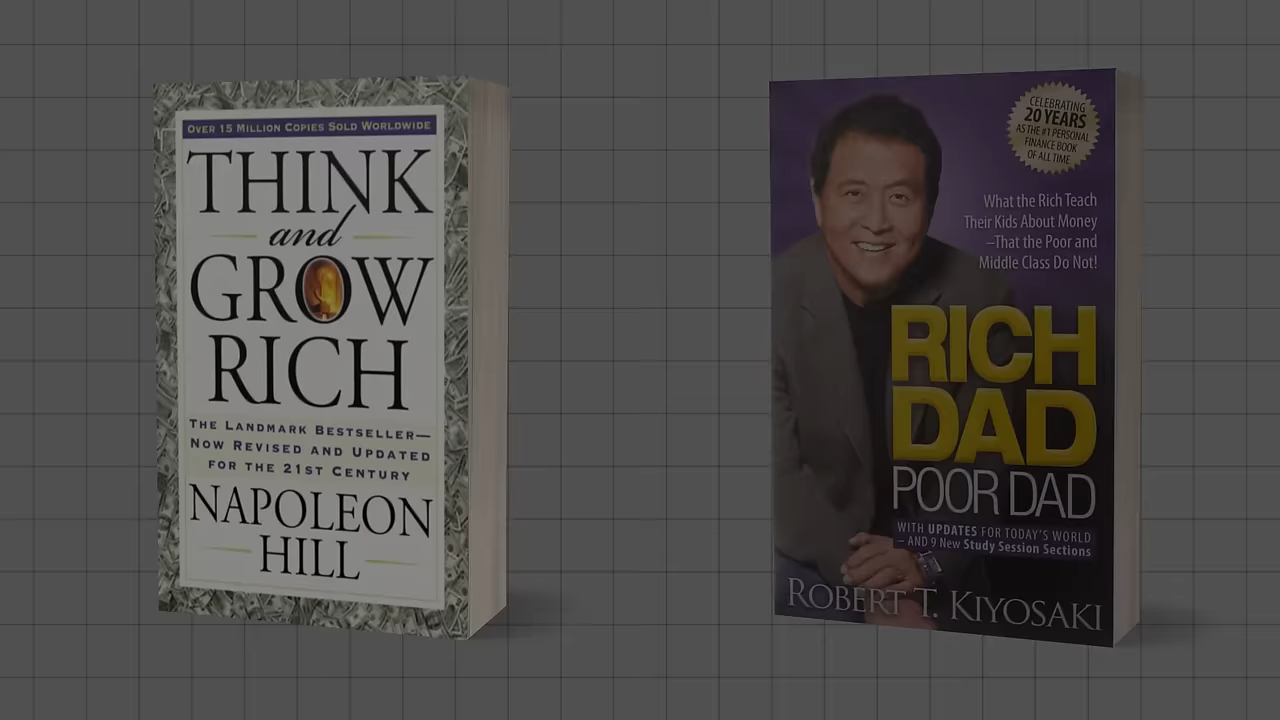 OVER 15 MILLION COPIES SOLD WORLDWIDE
THINK
and
GROW
RICH
THE LANDMARK BESTSELLER—
NOW REVISED AND UPDATED
FOR THE 21ST CENTURY
NAPOLEON
HILL
CELEBRATING
20 YEARS
AS THE #1 PERSONAL
FINANCE BOOK
OF ALL TIME
What the Rich Teach
Their Kids About Money
–That the Poor and
Middle Class Do Not!
RICH
DAD
POOR DAD
WITH UPDATES FOR TODAY'S WORLD
– AND 9 New Study Session Sections
ROBERT T. KIYOSAKI